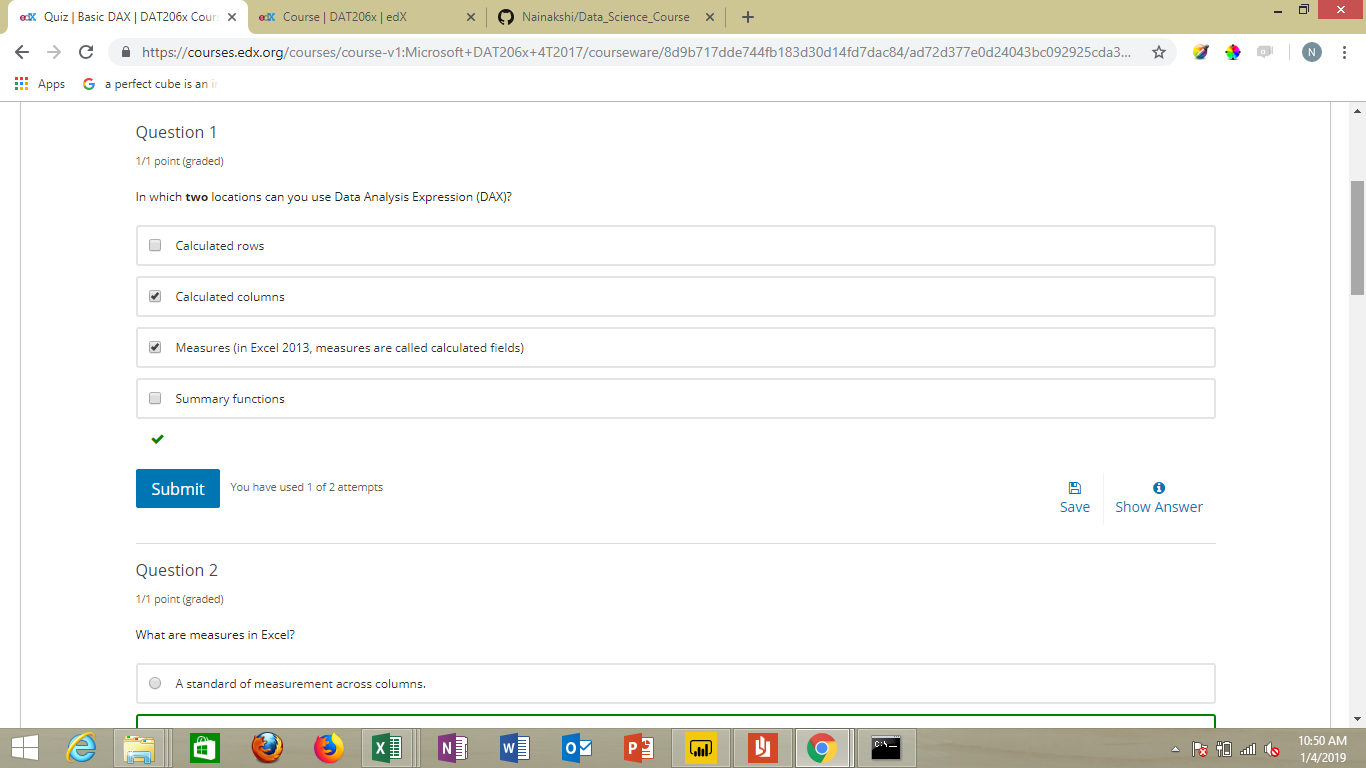 Quiz | Basic DAX | DAT206x Cour
Course | DAT206x | edX
Nainakshi/Data_Science_Course
https://courses.edx.org/courses/course-v1:Microsoft+DAT206x+4T2017/courseware/8d9b717dde744fb183d30d14fd7dac84/ad72d377e0d24043bc092925cda3...
N
Apps
a perfect cube is an i
Question 1
1/1 point (graded)
In which two locations can you use Data Analysis Expression (DAX)?
Calculated rows
Calculated columns
Measures (in Excel 2013, measures are called calculated fields)
Summary functions
Submit
You have used 1 of 2 attempts
Save
Show Answer
Question 2
1/1 point (graded)
What are measures in Excel?
A standard of measurement across columns.
10:50 AM
1/4/2019